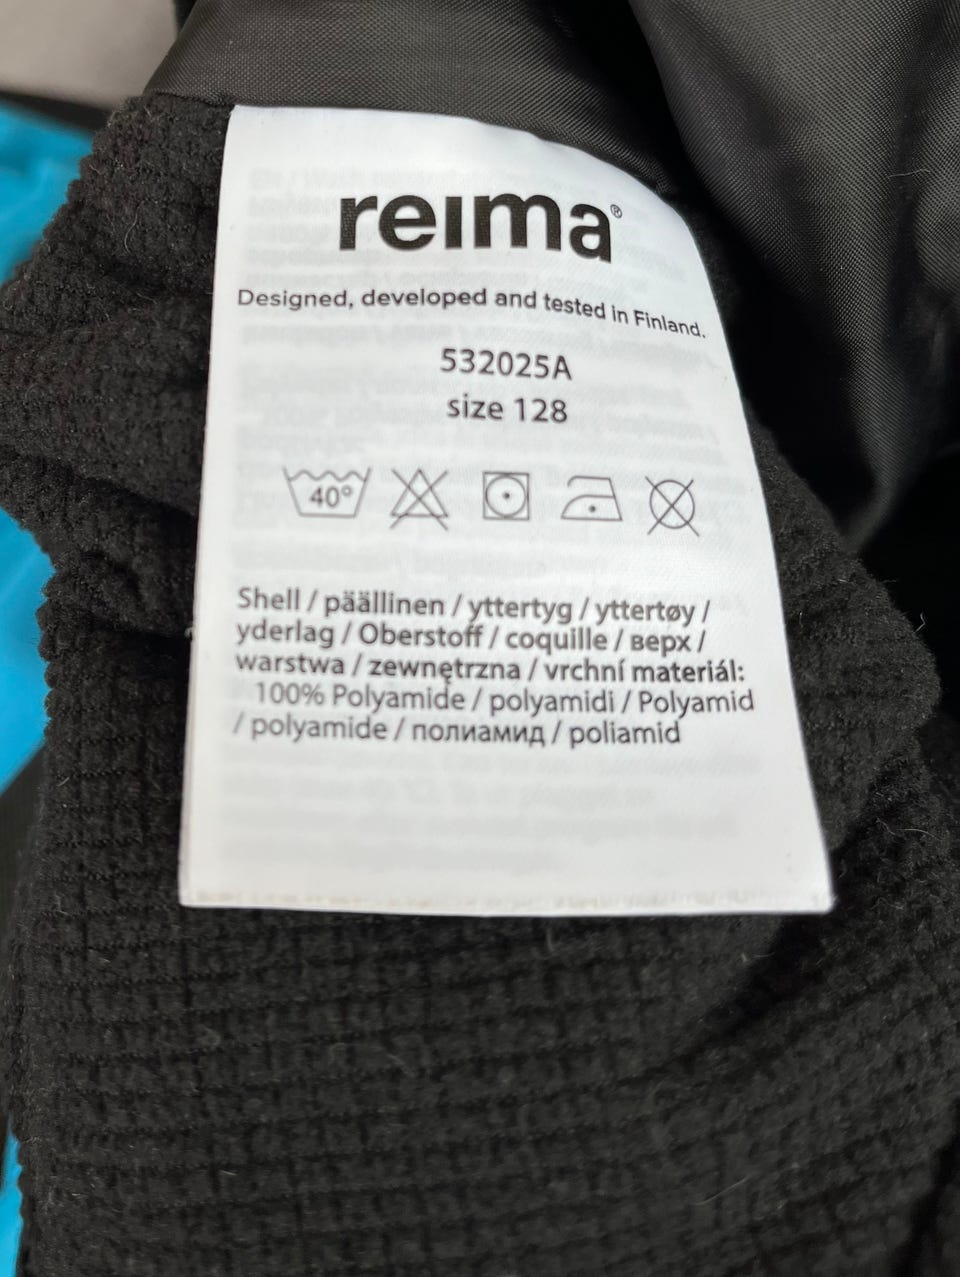 reima®
Designed, developed and tested in Finland.
532025A
size 128
40°
Shell / päällinen / yttertyg / yttertøy /
yderlag / Oberstoff / coquille / верх /
warstwa / zewnętrzna / vrchní materiál:
100% Polyamide / polyamidi / Polyamid
/ polyamide / полиамид / poliamid